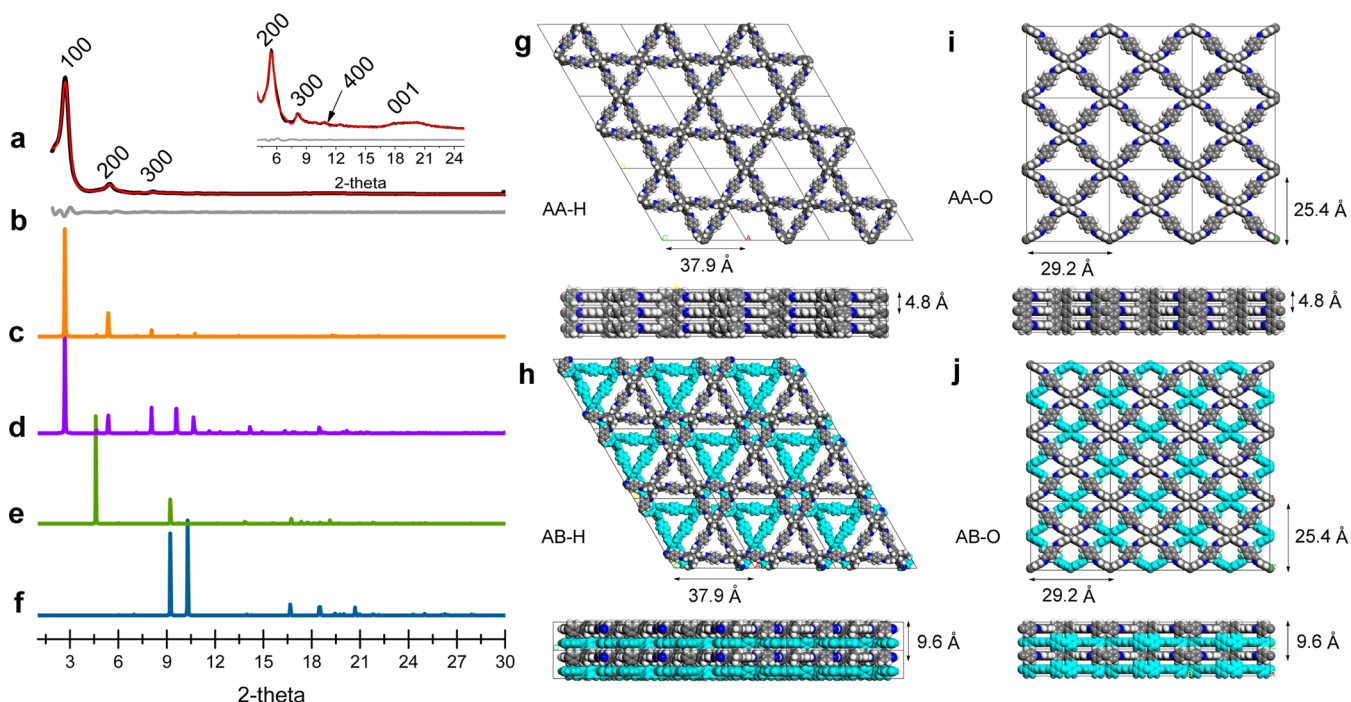 a
100
200
300
200
300
400
001
6 9 12 15 18 21 24
2-theta
b
c
d
e
f
3 6 9 12 15 18 21 24 27 30
2-theta
g
AA-H
37.9 Å
4.8 Å
h
AB-H
37.9 Å
9.6 Å
i
AA-O
25.4 Å
29.2 Å
4.8 Å
j
AB-O
25.4 Å
29.2 Å
9.6 Å